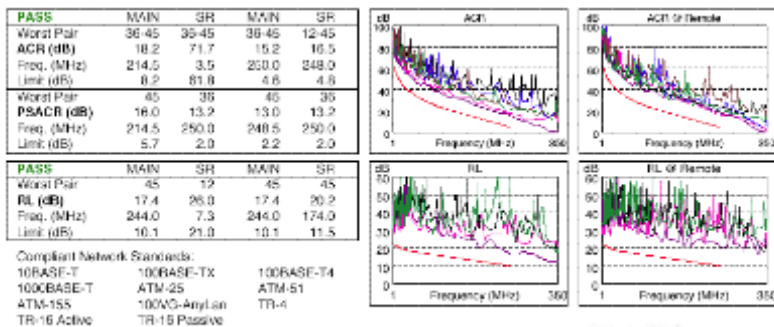 PASS MAIN SR MAIN SR
Worst Pair 36-45 36-45 36-45 12-45
ACR (dB) 18.2 71.7 15.2 16.5
Freq. (MHz) 214.5 3.5 250.0 248.0
Limit (dB) 8.2 61.8 4.6 4.8
Worst Pair 45 36 45 36
PSACR (dB) 16.0 13.2 13.0 13.2
Freq. (MHz) 214.5 250.0 248.5 250.0
Limit (dB) 5.7 2.0 2.2 2.0
PASS MAIN SR MAIN SR
Worst Pair 45 12 45 45
RL (dB) 17.4 26.0 17.4 20.2
Freq. (MHz) 244.0 7.3 244.0 174.0
Limit (dB) 10.1 21.0 10.1 11.5
Compliant Network Standards:
10BASE-T 100BASE-TX 100BASE-T4
1000BASE-T ATM-25 ATM-51
ATM-155 100VG-AnyLan TR-4
TR-16 Active TR-16 Passive
dB ACR
100
80
60
40
20
0
1 Frequency (MHz) 350
dB ACR @ Remote
100
80
60
40
20
0
1 Frequency (MHz) 350
dB RL
60
50
40
30
20
10
0
1 Frequency (MHz) 350
dB RL @ Remote
60
50
40
30
20
10
0
1 Frequency (MHz) 350